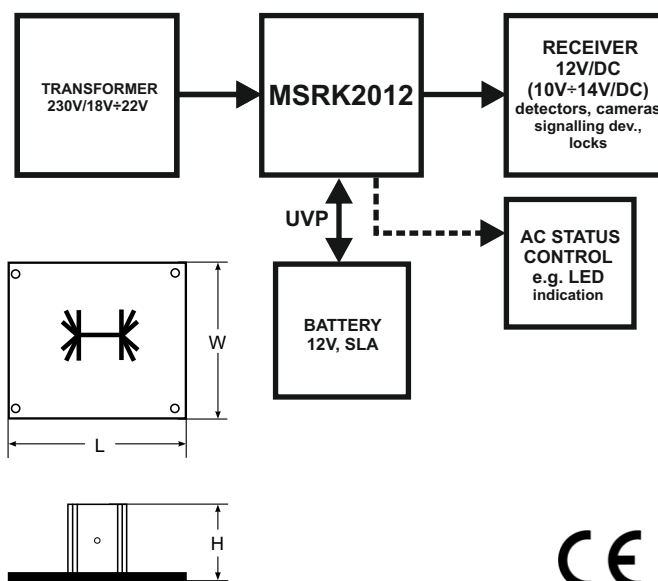 TRANSFORMER
230V/18V÷22V
MSRK2012
RECEIVER
12V/DC
(10V÷14V/DC)
detectors, cameras
signalling dev.,
locks
UVP
AC STATUS
CONTROL
e.g. LED
indication
BATTERY
12V, SLA
W
L
H
CE